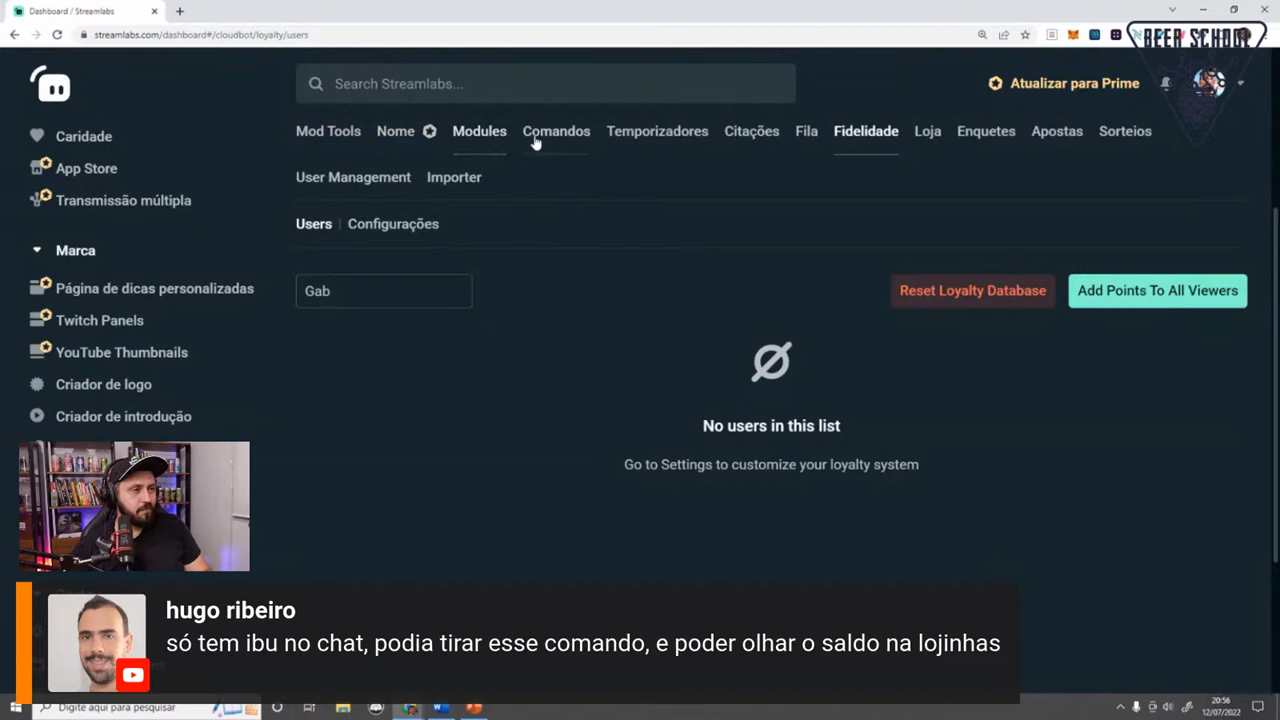 Dashboard / Streamlabs
streamlabs.com/dashboard#/cloudbot/loyalty/users
BEER SCHOOL
Search Streamlabs...
Atualizar para Prime
Mod Tools Nome Modules Comandos Temporizadores Citações Fila Fidelidade Loja Enquetes Apostas Sorteios
User Management Importer
Users | Configurações
Gab
Reset Loyalty Database
Add Points To All Viewers
No users in this list
Go to Settings to customize your loyalty system
Caridade
App Store
Transmissão múltipla
Marca
Página de dicas personalizadas
Twitch Panels
YouTube Thumbnails
Criador de logo
Criador de introdução
hugo ribeiro
só tem ibu no chat, podia tirar esse comando, e poder olhar o saldo na lojinhas
Digite aqui para pesquisar
20:56
12/07/2022